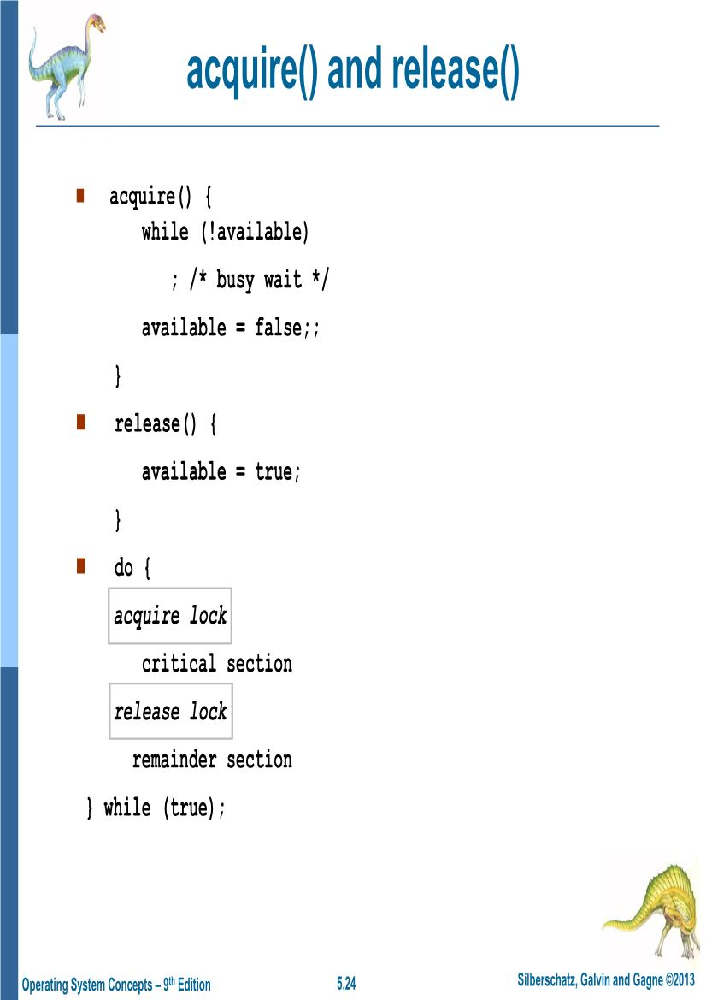 acquire() and release()
acquire() {
while (!available)
; /* busy wait */
available = false;;
}
release() {
available = true;
}
do {
acquire lock
critical section
release lock
remainder section
} while (true);
Operating System Concepts – 9th Edition
5.24
Silberschatz, Galvin and Gagne ©2013